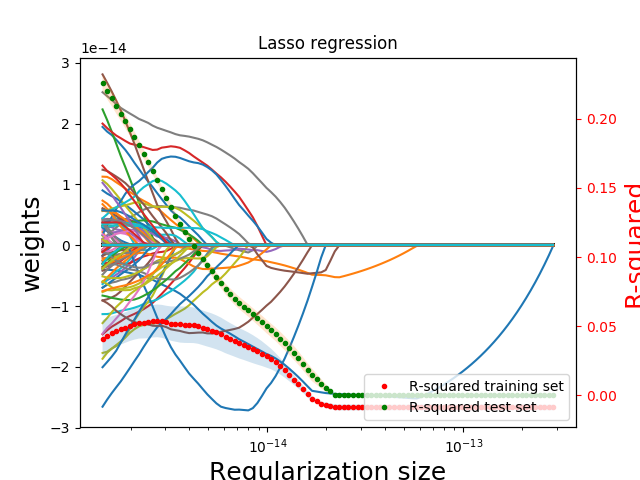 Lasso regression
1e−14
3
2
1
0
−1
−2
−3
weights
0.20
0.15
0.10
0.05
0.00
R-squared
R-squared training set
R-squared test set
10⁻¹⁴
10⁻¹³
Regularization size